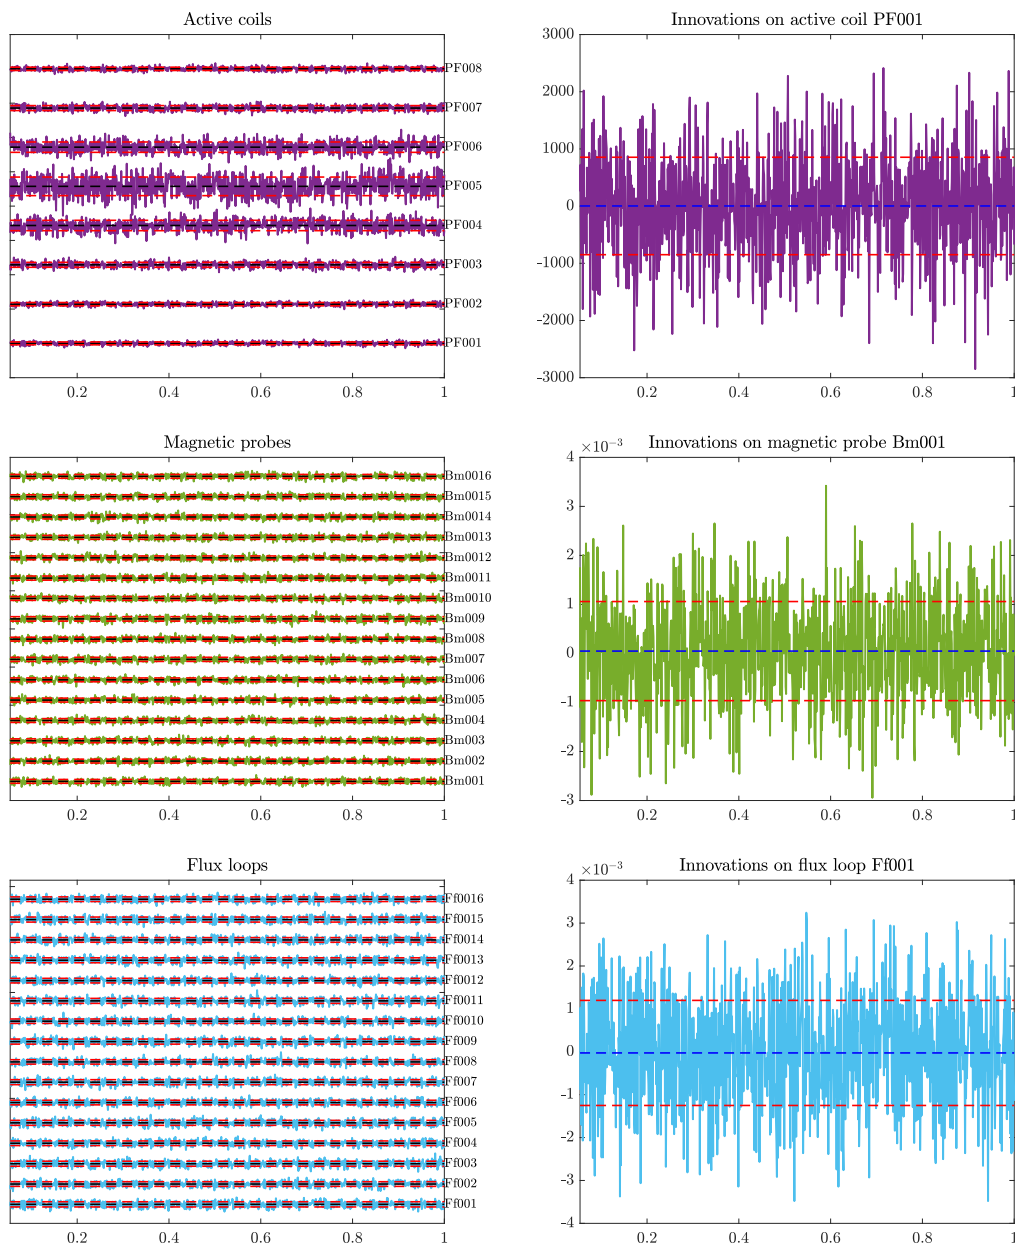 Active coils
PF008
PF007
PF006
PF005
PF004
PF003
PF002
PF001
0.2 0.4 0.6 0.8 1
Innovations on active coil PF001
3000
2000
1000
0
-1000
-2000
-3000
0.2 0.4 0.6 0.8 1
Magnetic probes
Bm0016
Bm0015
Bm0014
Bm0013
Bm0012
Bm0011
Bm0010
Bm009
Bm008
Bm007
Bm006
Bm005
Bm004
Bm003
Bm002
Bm001
0.2 0.4 0.6 0.8 1
Innovations on magnetic probe Bm001
×10⁻³
4
3
2
1
0
-1
-2
-3
0.2 0.4 0.6 0.8 1
Flux loops
Ff0016
Ff0015
Ff0014
Ff0013
Ff0012
Ff0011
Ff0010
Ff009
Ff008
Ff007
Ff006
Ff005
Ff004
Ff003
Ff002
Ff001
0.2 0.4 0.6 0.8 1
Innovations on flux loop Ff001
×10⁻³
4
3
2
1
0
-1
-2
-3
-4
0.2 0.4 0.6 0.8 1